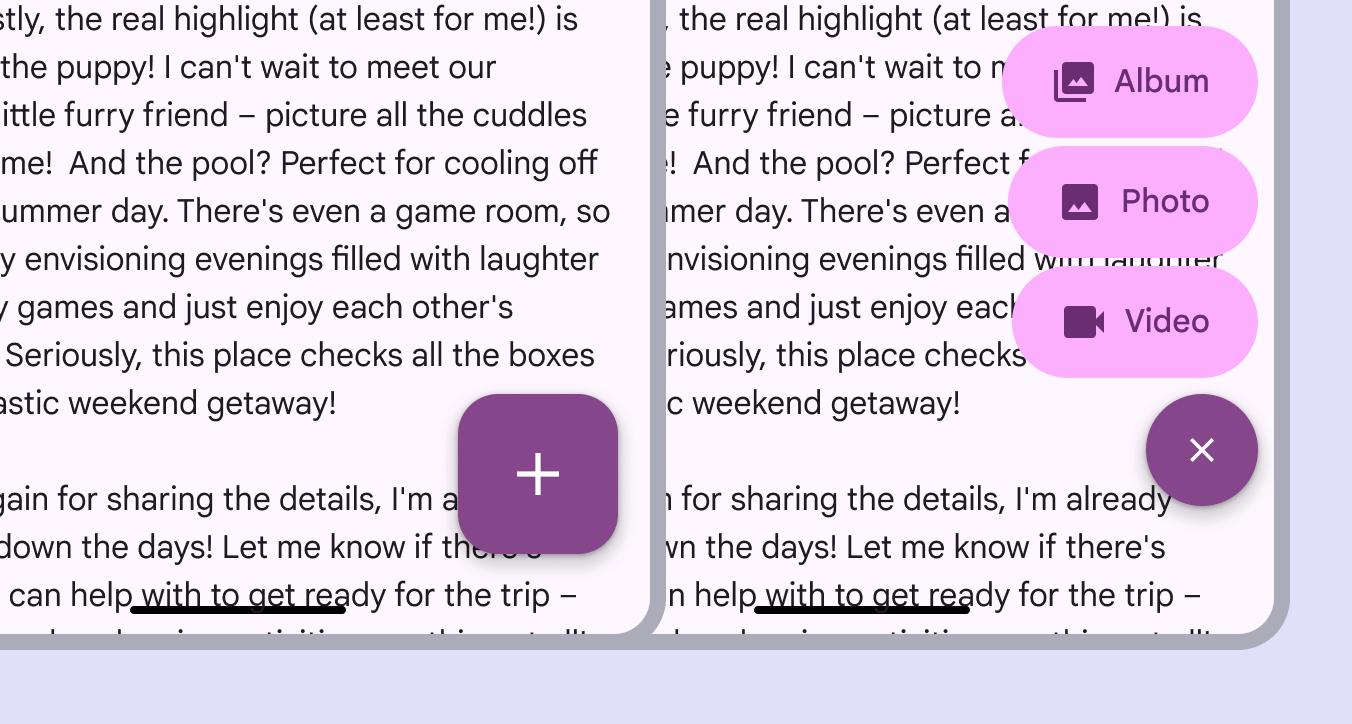 stly, the real highlight (at least for me!) is
the puppy! I can't wait to meet our
ittle furry friend – picture all the cuddles
me! And the pool? Perfect for cooling off
ummer day. There's even a game room, so
y envisioning evenings filled with laughter
y games and just enjoy each other's
Seriously, this place checks all the boxes
astic weekend getaway!
gain for sharing the details, I'm a
down the days! Let me know if there's
can help with to get ready for the trip –
, the real highlight (at least for me!) is
e puppy! I can't wait to m
e furry friend – picture a
e! And the pool? Perfect f
mer day. There's even a
nvisioning evenings filled with laughter
ames and just enjoy each
riously, this place checks
c weekend getaway!
n for sharing the details, I'm already
wn the days! Let me know if there's
n help with to get ready for the trip –
Album
Photo
Video